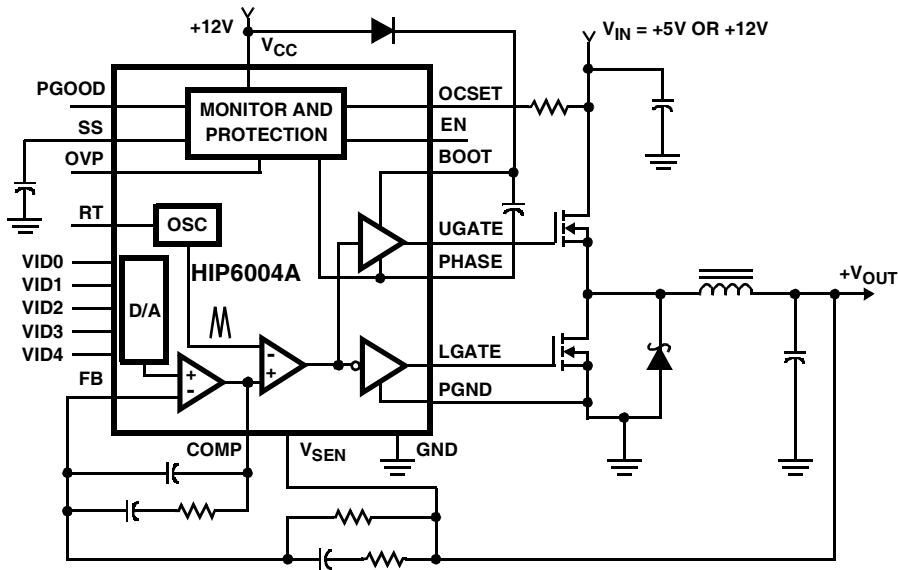 +12V
VCC
VIN = +5V OR +12V
PGOOD
SS
OVP
RT
VID0
VID1
VID2
VID3
VID4
FB
MONITOR AND
PROTECTION
OSC
HIP6004A
D/A
+
-
-
+
OCSET
EN
BOOT
UGATE
PHASE
LGATE
PGND
+VOUT
COMP
VSEN
GND